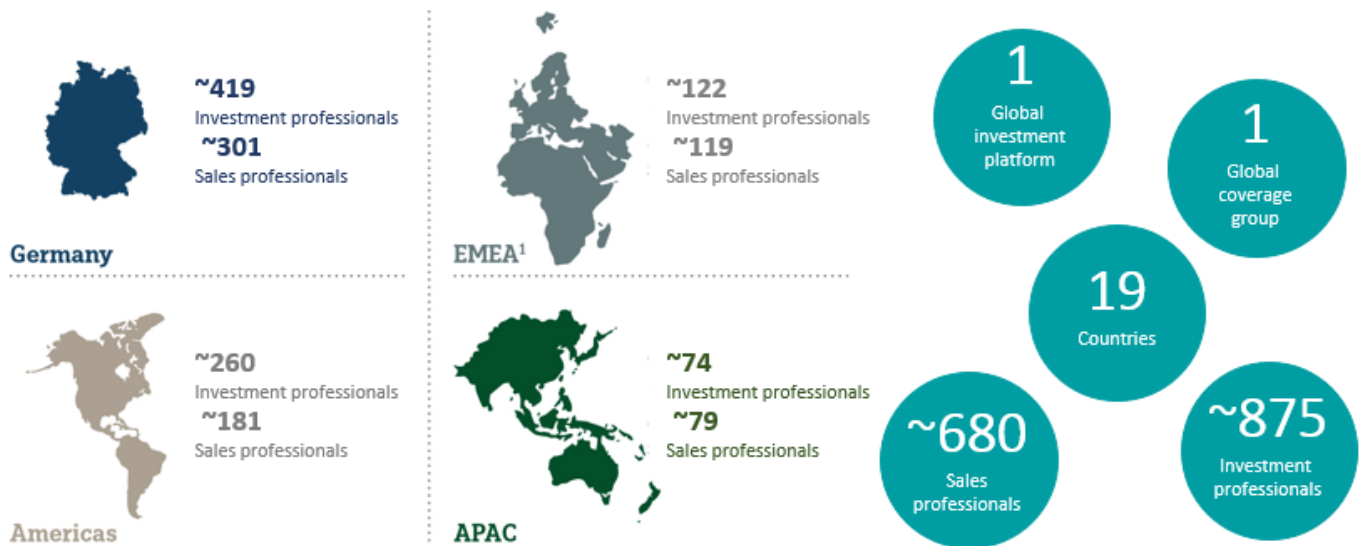 ~419
Investment professionals
~301
Sales professionals
Germany
~122
Investment professionals
~119
Sales professionals
EMEA¹
~260
Investment professionals
~181
Sales professionals
Americas
~74
Investment professionals
~79
Sales professionals
APAC
1
Global
investment
platform
1
Global
coverage
group
19
Countries
~680
Sales
professionals
~875
Investment
professionals